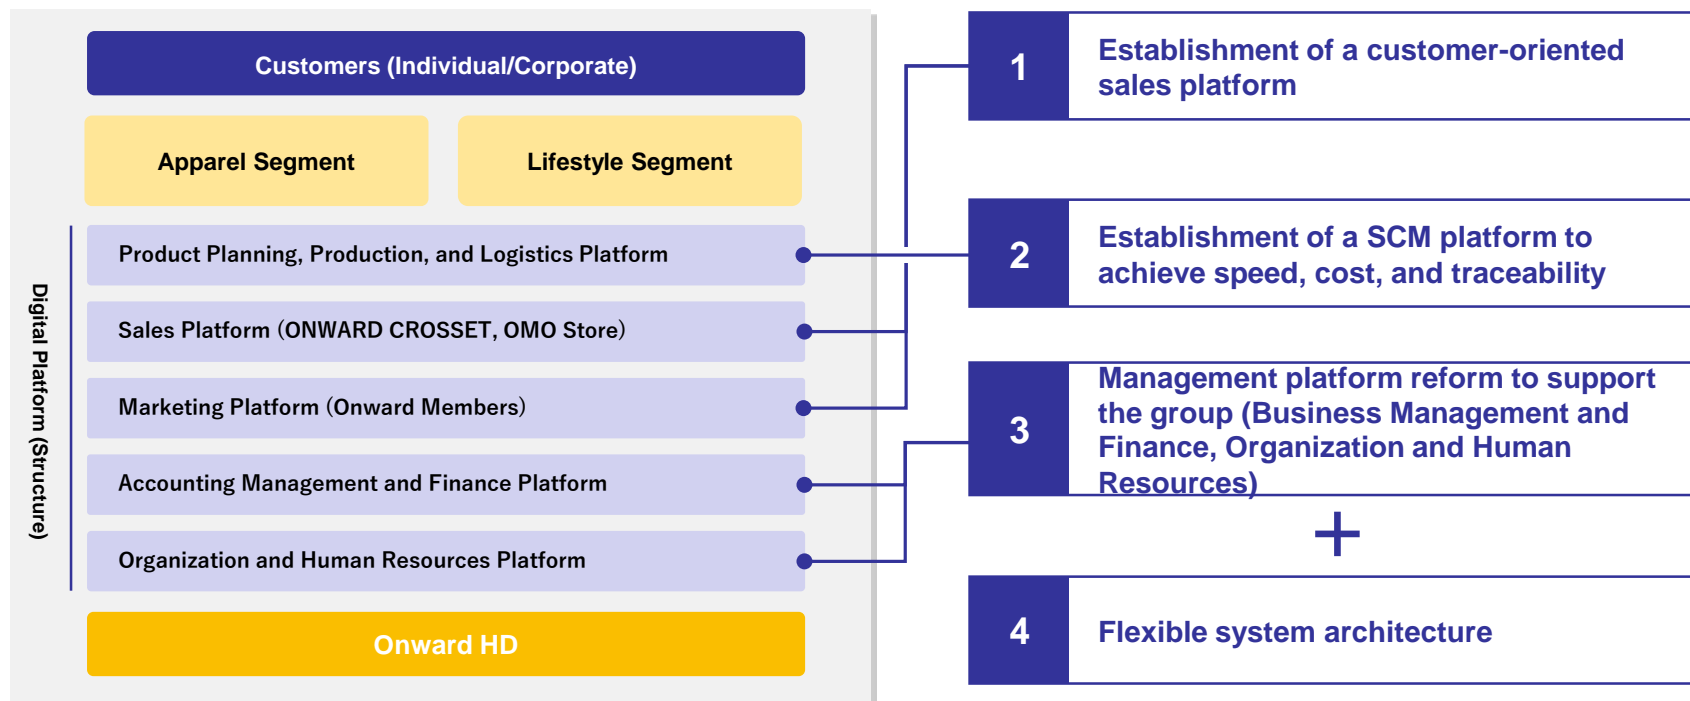 Customers (Individual/Corporate)
Apparel Segment
Lifestyle Segment
Digital Platform (Structure)
Product Planning, Production, and Logistics Platform
Sales Platform (ONWARD CROSSET, OMO Store)
Marketing Platform (Onward Members)
Accounting Management and Finance Platform
Organization and Human Resources Platform
Onward HD
1
Establishment of a customer-oriented
sales platform
2
Establishment of a SCM platform to
achieve speed, cost, and traceability
3
Management platform reform to support
the group (Business Management and
Finance, Organization and Human
Resources)
+
4
Flexible system architecture